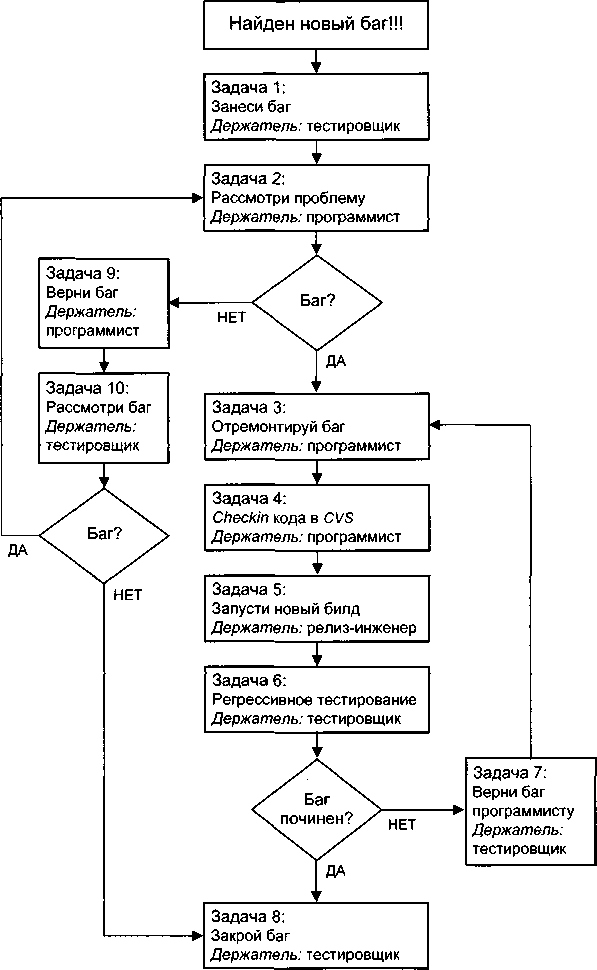 Найден новый баг!!!
Задача 1:
Занеси баг
Держатель: тестировщик
Задача 2:
Рассмотри проблему
Держатель: программист
Баг?
НЕТ
ДА
Задача 9:
Верни баг
Держатель:
программист
Задача 10:
Рассмотри баг
Держатель:
тестировщик
Баг?
ДА
НЕТ
Задача 3:
Отремонтируй баг
Держатель: программист
Задача 4:
Checkin кода в CVS
Держатель: программист
Задача 5:
Запусти новый билд
Держатель: релиз-инженер
Задача 6:
Регрессивное тестирование
Держатель: тестировщик
Баг
починен?
НЕТ
ДА
Задача 7:
Верни баг
программисту
Держатель:
тестировщик
Задача 8:
Закрой баг
Держатель: тестировщик